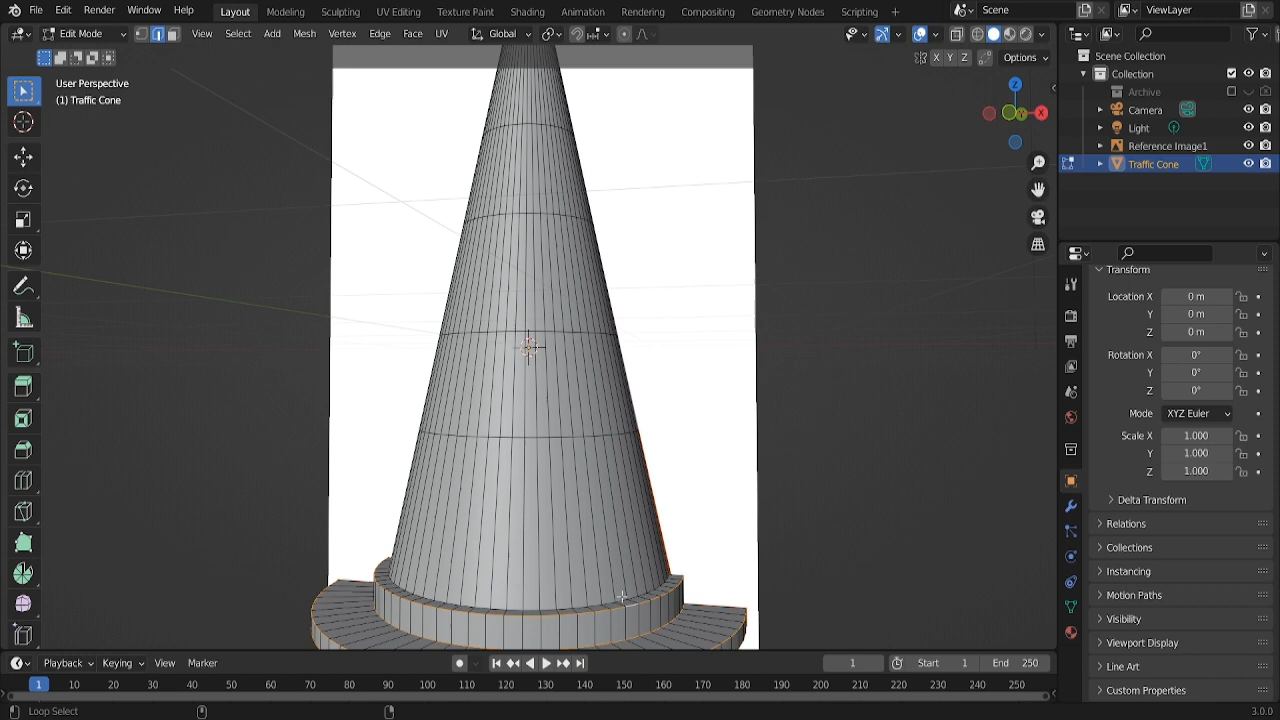 File Edit Render Window Help Layout Modeling Sculpting UV Editing Texture Paint Shading Animation Rendering Compositing Geometry Nodes Scripting + Scene ViewLayer
Edit Mode View Select Add Mesh Vertex Edge Face UV Global
X Y Z Options
User Perspective
(1) Traffic Cone
Z
X
Y
Scene Collection
Collection
Archive
Camera
Light
Reference Image1
Traffic Cone
Transform
Location X 0 m
Y 0 m
Z 0 m
Rotation X 0°
Y 0°
Z 0°
Mode XYZ Euler
Scale X 1.000
Y 1.000
Z 1.000
Delta Transform
Relations
Collections
Instancing
Motion Paths
Visibility
Viewport Display
Line Art
Custom Properties
Playback Keying View Marker 1 Start 1 End 250
1 10 20 30 40 50 60 70 80 90 100 110 120 130 140 150 160 170 180 190 200 210 220 230 240 250
Loop Select 3.0.0